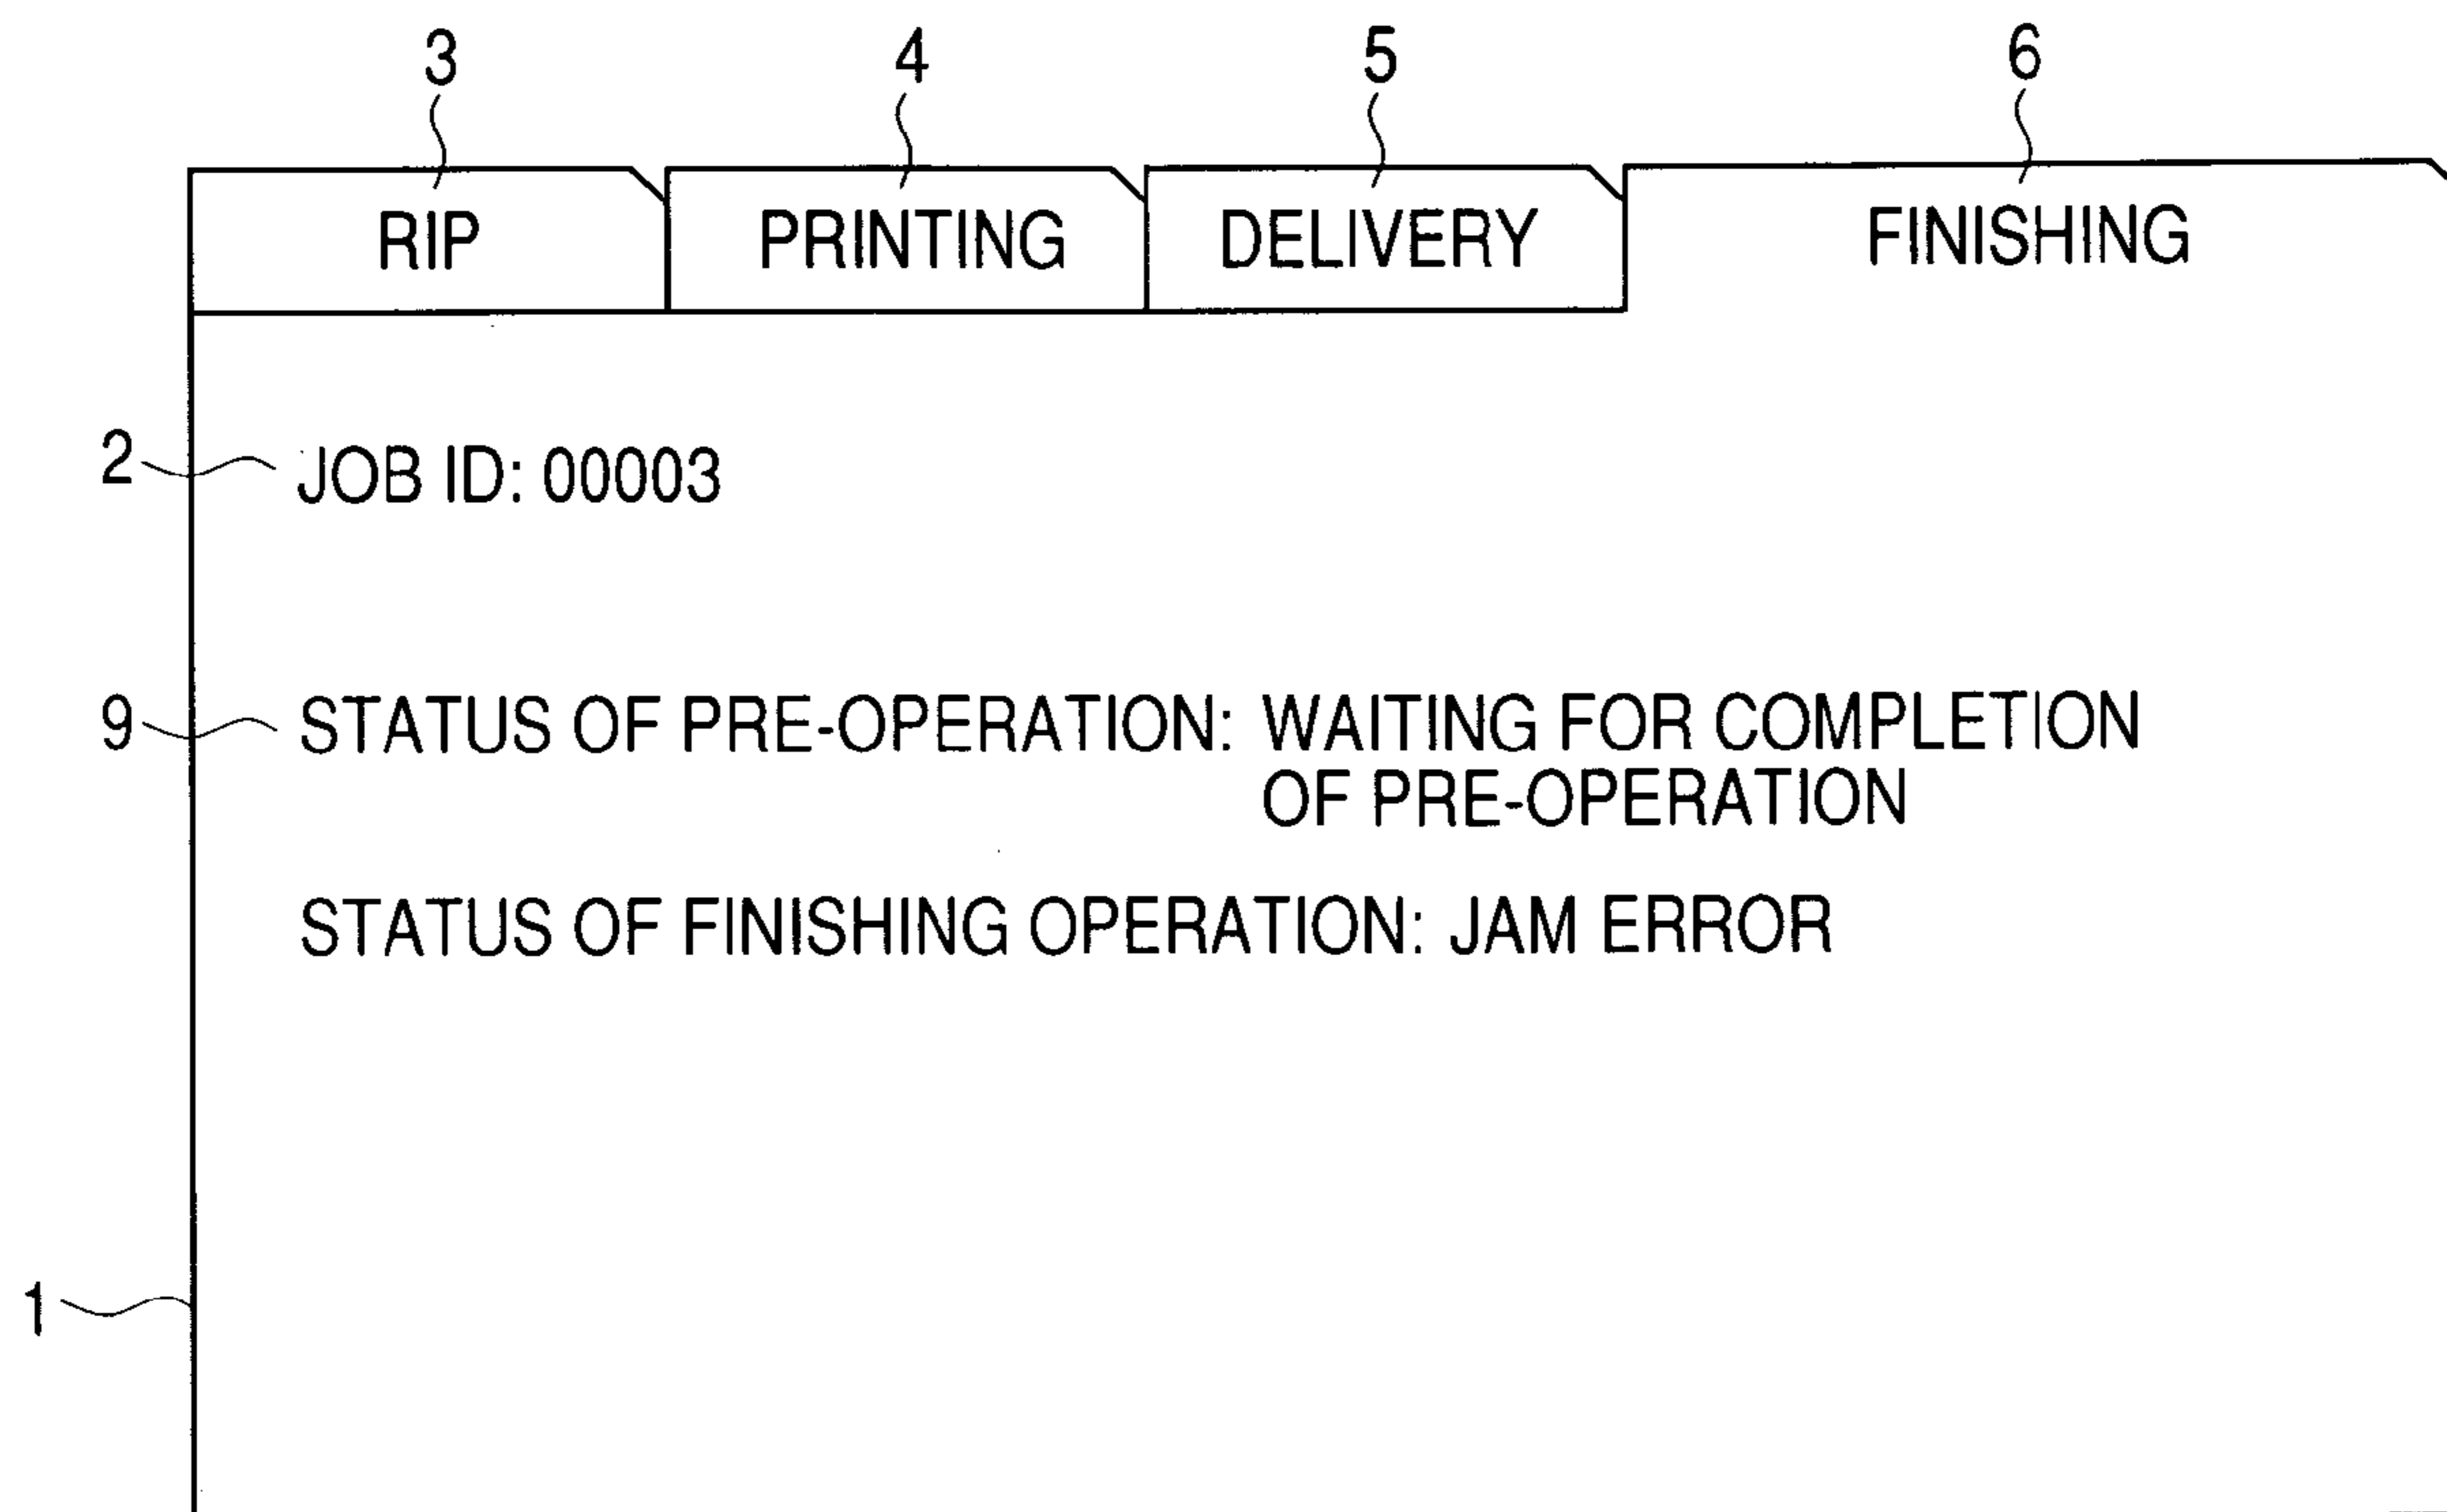 3 4 5 6
RIP PRINTING DELIVERY FINISHING
2 JOB ID: 00003
9 STATUS OF PRE-OPERATION: WAITING FOR COMPLETION
OF PRE-OPERATION
STATUS OF FINISHING OPERATION: JAM ERROR
1